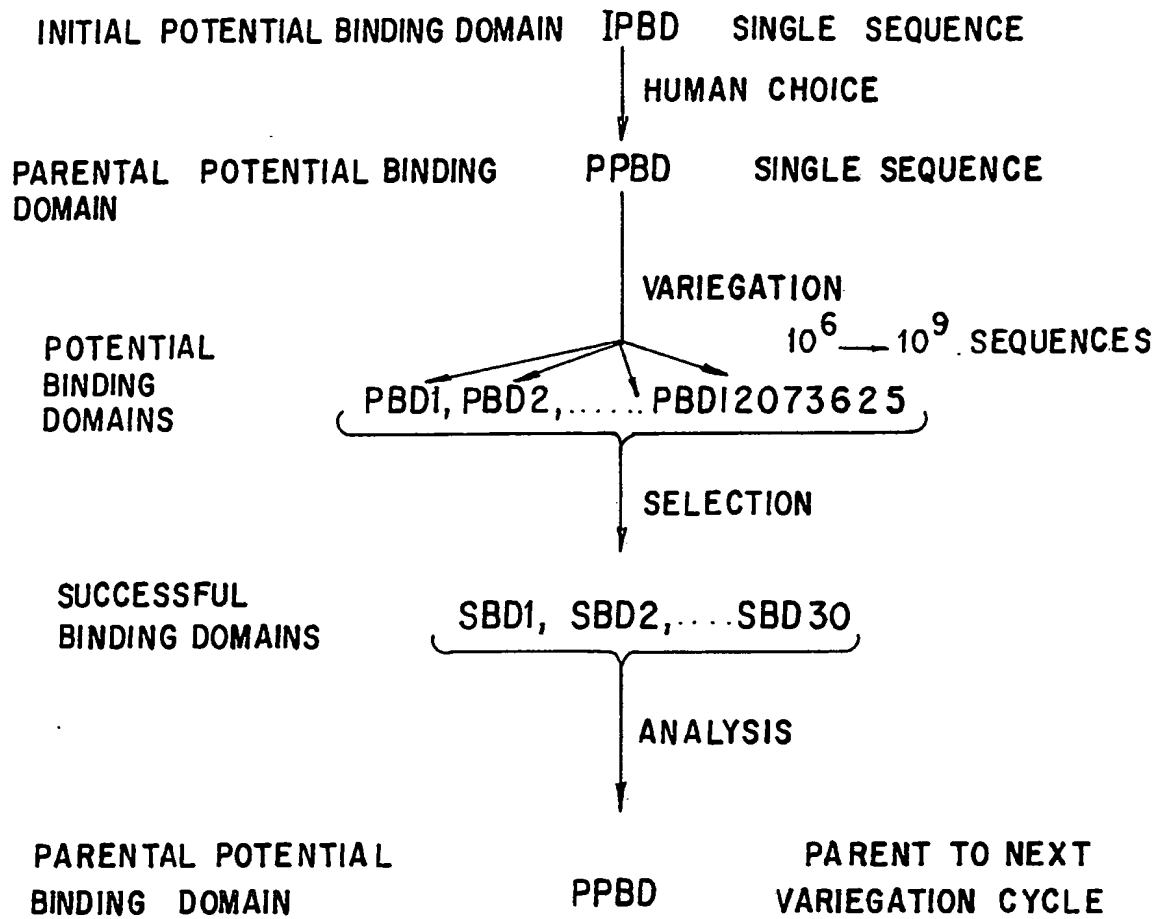 INITIAL POTENTIAL BINDING DOMAIN IPBD SINGLE SEQUENCE
HUMAN CHOICE
PARENTAL POTENTIAL BINDING DOMAIN PPBD SINGLE SEQUENCE
VARIEGATION
10^6 → 10^9 SEQUENCES
POTENTIAL
BINDING
DOMAINS
PBD1, PBD2, ...... PBD12073625
SELECTION
SUCCESSFUL
BINDING DOMAINS
SBD1, SBD2, .... SBD30
ANALYSIS
PARENTAL POTENTIAL
BINDING DOMAIN
PPBD
PARENT TO NEXT
VARIEGATION CYCLE